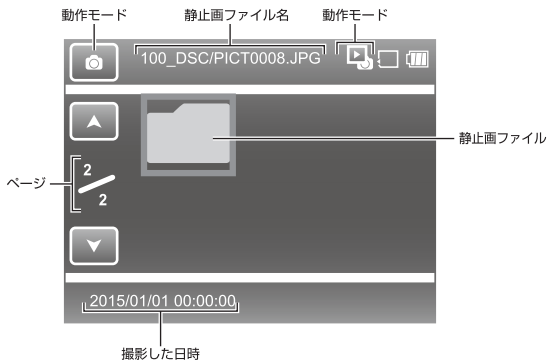 動作モード
静止画ファイル名
動作モード
100_DSC/PICT0008.JPG
静止画ファイル
ページ
2
2
2015/01/01 00:00:00
撮影した日時